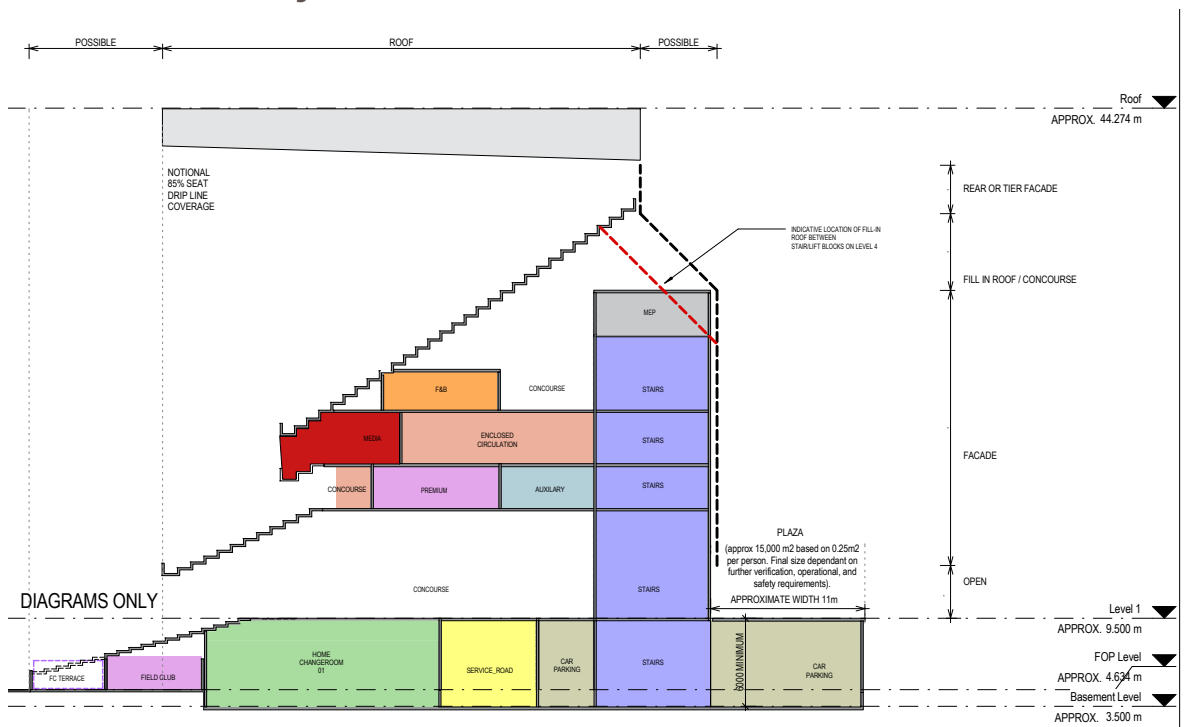 POSSIBLE
ROOF
POSSIBLE
Roof
APPROX. 44.274 m
NOTIONAL
85% SEAT
DRIP LINE
COVERAGE
REAR OR TIER FACADE
INDICATIVE LOCATION OF FILL-IN
ROOF BETWEEN
STAIR/LIFT BLOCKS ON LEVEL 4
FILL IN ROOF / CONCOURSE
MEP
F&B
CONCOURSE
STAIRS
MEDIA
ENCLOSED
CIRCULATION
STAIRS
FACADE
CONCOURSE
PREMIUM
AUXILARY
STAIRS
PLAZA
(approx 15,000 m2 based on 0.25m2
per person. Final size dependant on
further verification, operational, and
safety requirements).
APPROXIMATE WIDTH 11m
OPEN
CONCOURSE
STAIRS
DIAGRAMS ONLY
Level 1
APPROX. 9.500 m
HOME
CHANGEROOM
01
SERVICE_ROAD
CAR
PARKING
STAIRS
6000 MINIMUM
CAR
PARKING
FC TERRACE
FIELD CLUB
FOP Level
APPROX. 4.634 m
Basement Level
APPROX. 3.500 m